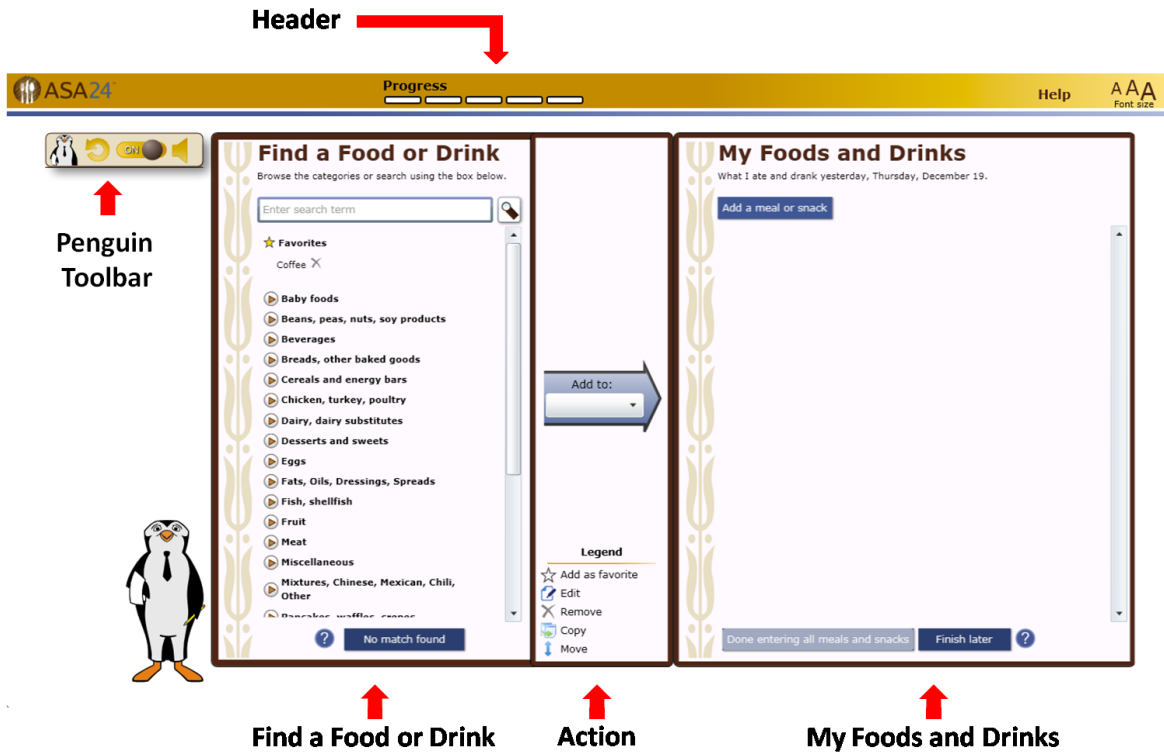 Header
ASA24™
Progress
Help
A A A
Font size
ON
Penguin
Toolbar
Find a Food or Drink
Browse the categories or search using the box below.
Enter search term
Favorites
Coffee
Baby foods
Beans, peas, nuts, soy products
Beverages
Breads, other baked goods
Cereals and energy bars
Chicken, turkey, poultry
Dairy, dairy substitutes
Desserts and sweets
Eggs
Fats, Oils, Dressings, Spreads
Fish, shellfish
Fruit
Meat
Miscellaneous
Mixtures, Chinese, Mexican, Chili,
Other
Pancakes, waffles, crepes
? No match found
Add to:
Legend
Add as favorite
Edit
Remove
Copy
Move
My Foods and Drinks
What I ate and drank yesterday, Thursday, December 19.
Add a meal or snack
Done entering all meals and snacks
Finish later ?
Find a Food or Drink
Action
My Foods and Drinks